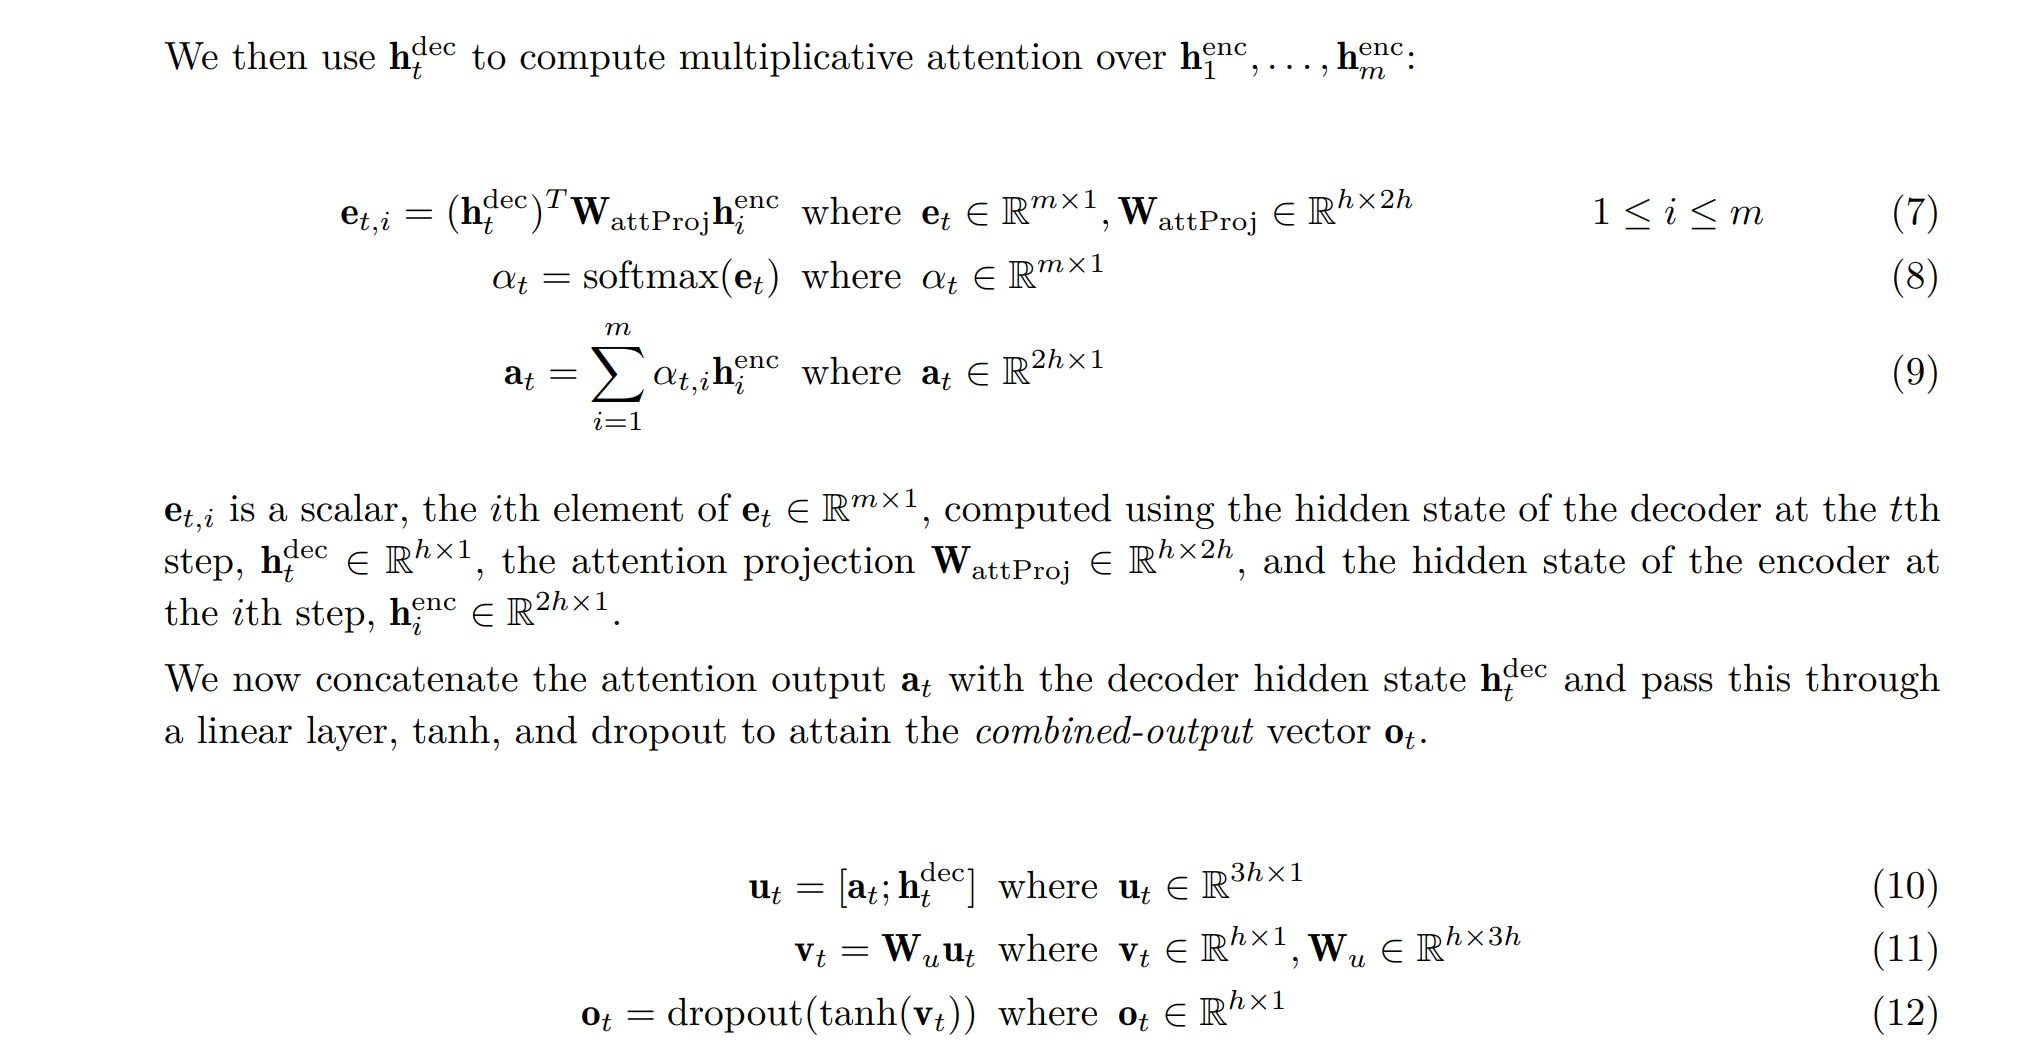 We then use $\mathbf{h}_t^{\text{dec}}$ to compute multiplicative attention over $\mathbf{h}_1^{\text{enc}}, \ldots, \mathbf{h}_m^{\text{enc}}$:
$\mathbf{e}_{t,i} = (\mathbf{h}_t^{\text{dec}})^T \mathbf{W}_{\text{attProj}} \mathbf{h}_i^{\text{enc}}$ where $\mathbf{e}_t \in \mathbb{R}^{m \times 1}, \mathbf{W}_{\text{attProj}} \in \mathbb{R}^{h \times 2h}$ $1 \leq i \leq m$ (7)
$\alpha_t = \text{softmax}(\mathbf{e}_t)$ where $\alpha_t \in \mathbb{R}^{m \times 1}$ (8)
$\mathbf{a}_t = \sum_{i=1}^{m} \alpha_{t,i} \mathbf{h}_i^{\text{enc}}$ where $\mathbf{a}_t \in \mathbb{R}^{2h \times 1}$ (9)
$\mathbf{e}_{t,i}$ is a scalar, the $i$th element of $\mathbf{e}_t \in \mathbb{R}^{m \times 1}$, computed using the hidden state of the decoder at the $t$th
step, $\mathbf{h}_t^{\text{dec}} \in \mathbb{R}^{h \times 1}$, the attention projection $\mathbf{W}_{\text{attProj}} \in \mathbb{R}^{h \times 2h}$, and the hidden state of the encoder at
the $i$th step, $\mathbf{h}_i^{\text{enc}} \in \mathbb{R}^{2h \times 1}$.
We now concatenate the attention output $\mathbf{a}_t$ with the decoder hidden state $\mathbf{h}_t^{\text{dec}}$ and pass this through
a linear layer, tanh, and dropout to attain the combined-output vector $\mathbf{o}_t$.
$\mathbf{u}_t = [\mathbf{a}_t; \mathbf{h}_t^{\text{dec}}]$ where $\mathbf{u}_t \in \mathbb{R}^{3h \times 1}$ (10)
$\mathbf{v}_t = \mathbf{W}_u \mathbf{u}_t$ where $\mathbf{v}_t \in \mathbb{R}^{h \times 1}, \mathbf{W}_u \in \mathbb{R}^{h \times 3h}$ (11)
$\mathbf{o}_t = \text{dropout}(\tanh(\mathbf{v}_t))$ where $\mathbf{o}_t \in \mathbb{R}^{h \times 1}$ (12)